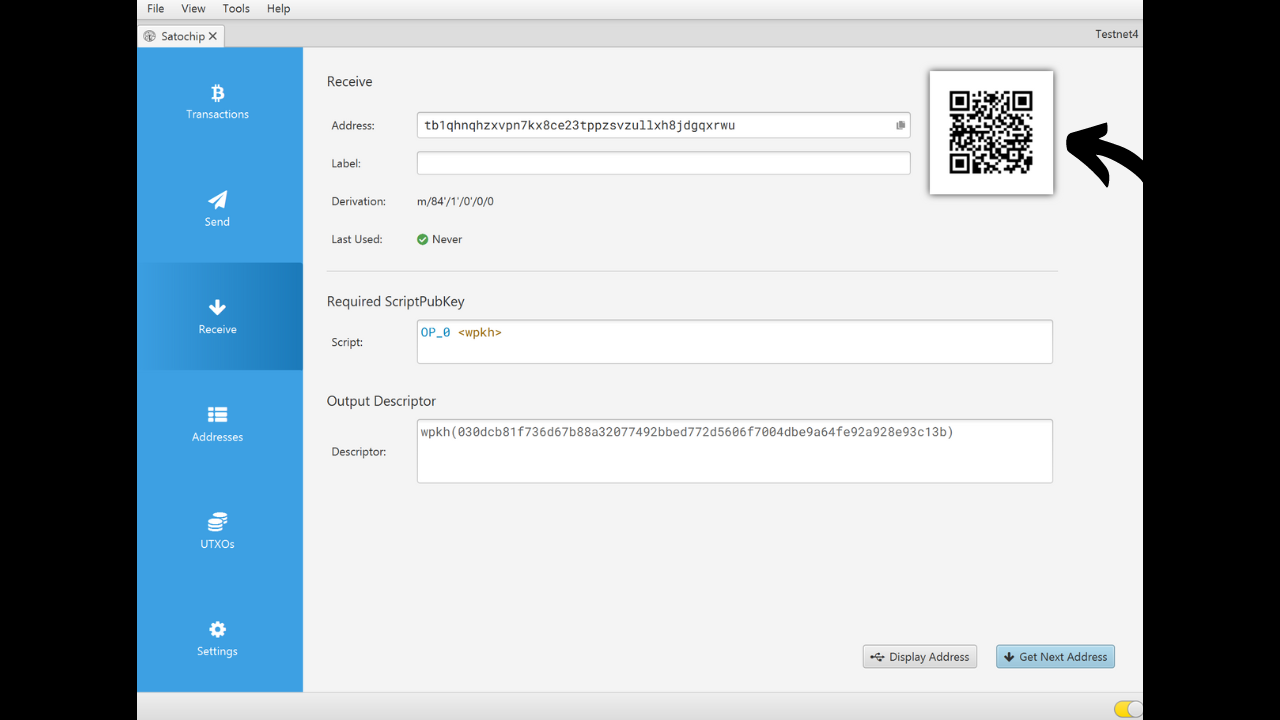 File View Tools Help
Satochip
Testnet4
Transactions
Send
Receive
Addresses
UTXOs
Settings
Receive
Address: tb1qhnqhzxvpn7kx8ce23tppzsvzullxh8jdgqxrwu
Label:
Derivation: m/84'/1'/0'/0/0
Last Used: Never
Required ScriptPubKey
Script: OP_0 <wpkh>
Output Descriptor
Descriptor: wpkh(030dcb81f736d67b88a32077492bbed772d5606f7004dbe9a64fe92a928e93c13b)
Display Address Get Next Address